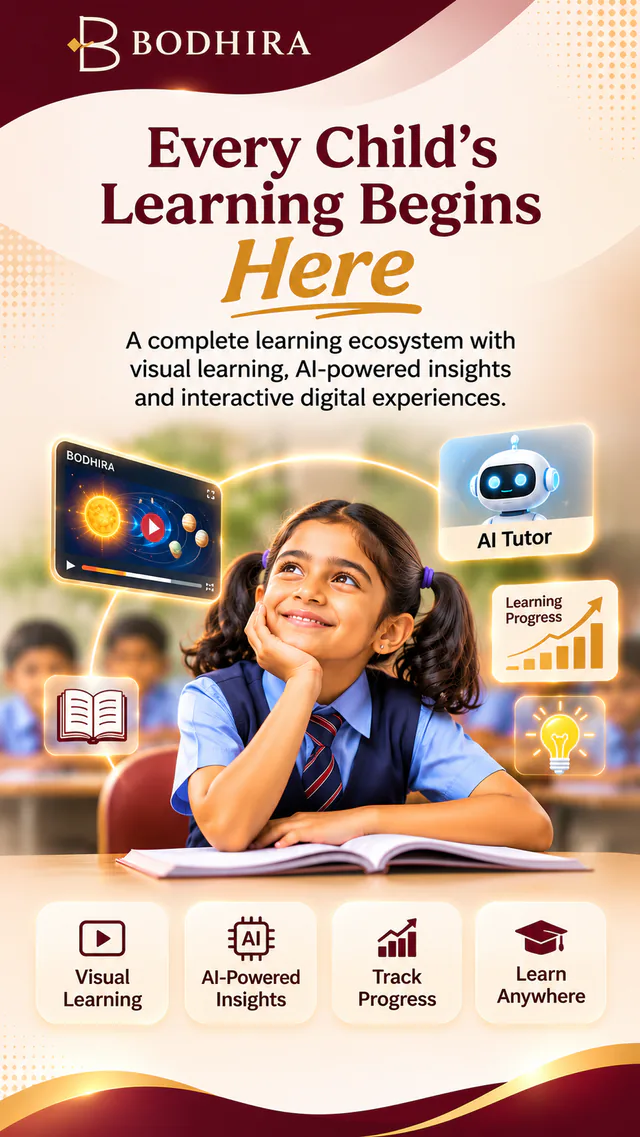 BODHIRA
Every Child's
Learning Begins
Here
A complete learning ecosystem with
visual learning, AI-powered insights
and interactive digital experiences.
BODHIRA
AI Tutor
Learning
Progress
Visual
Learning
AI
AI-Powered
Insights
Track
Progress
Learn
Anywhere